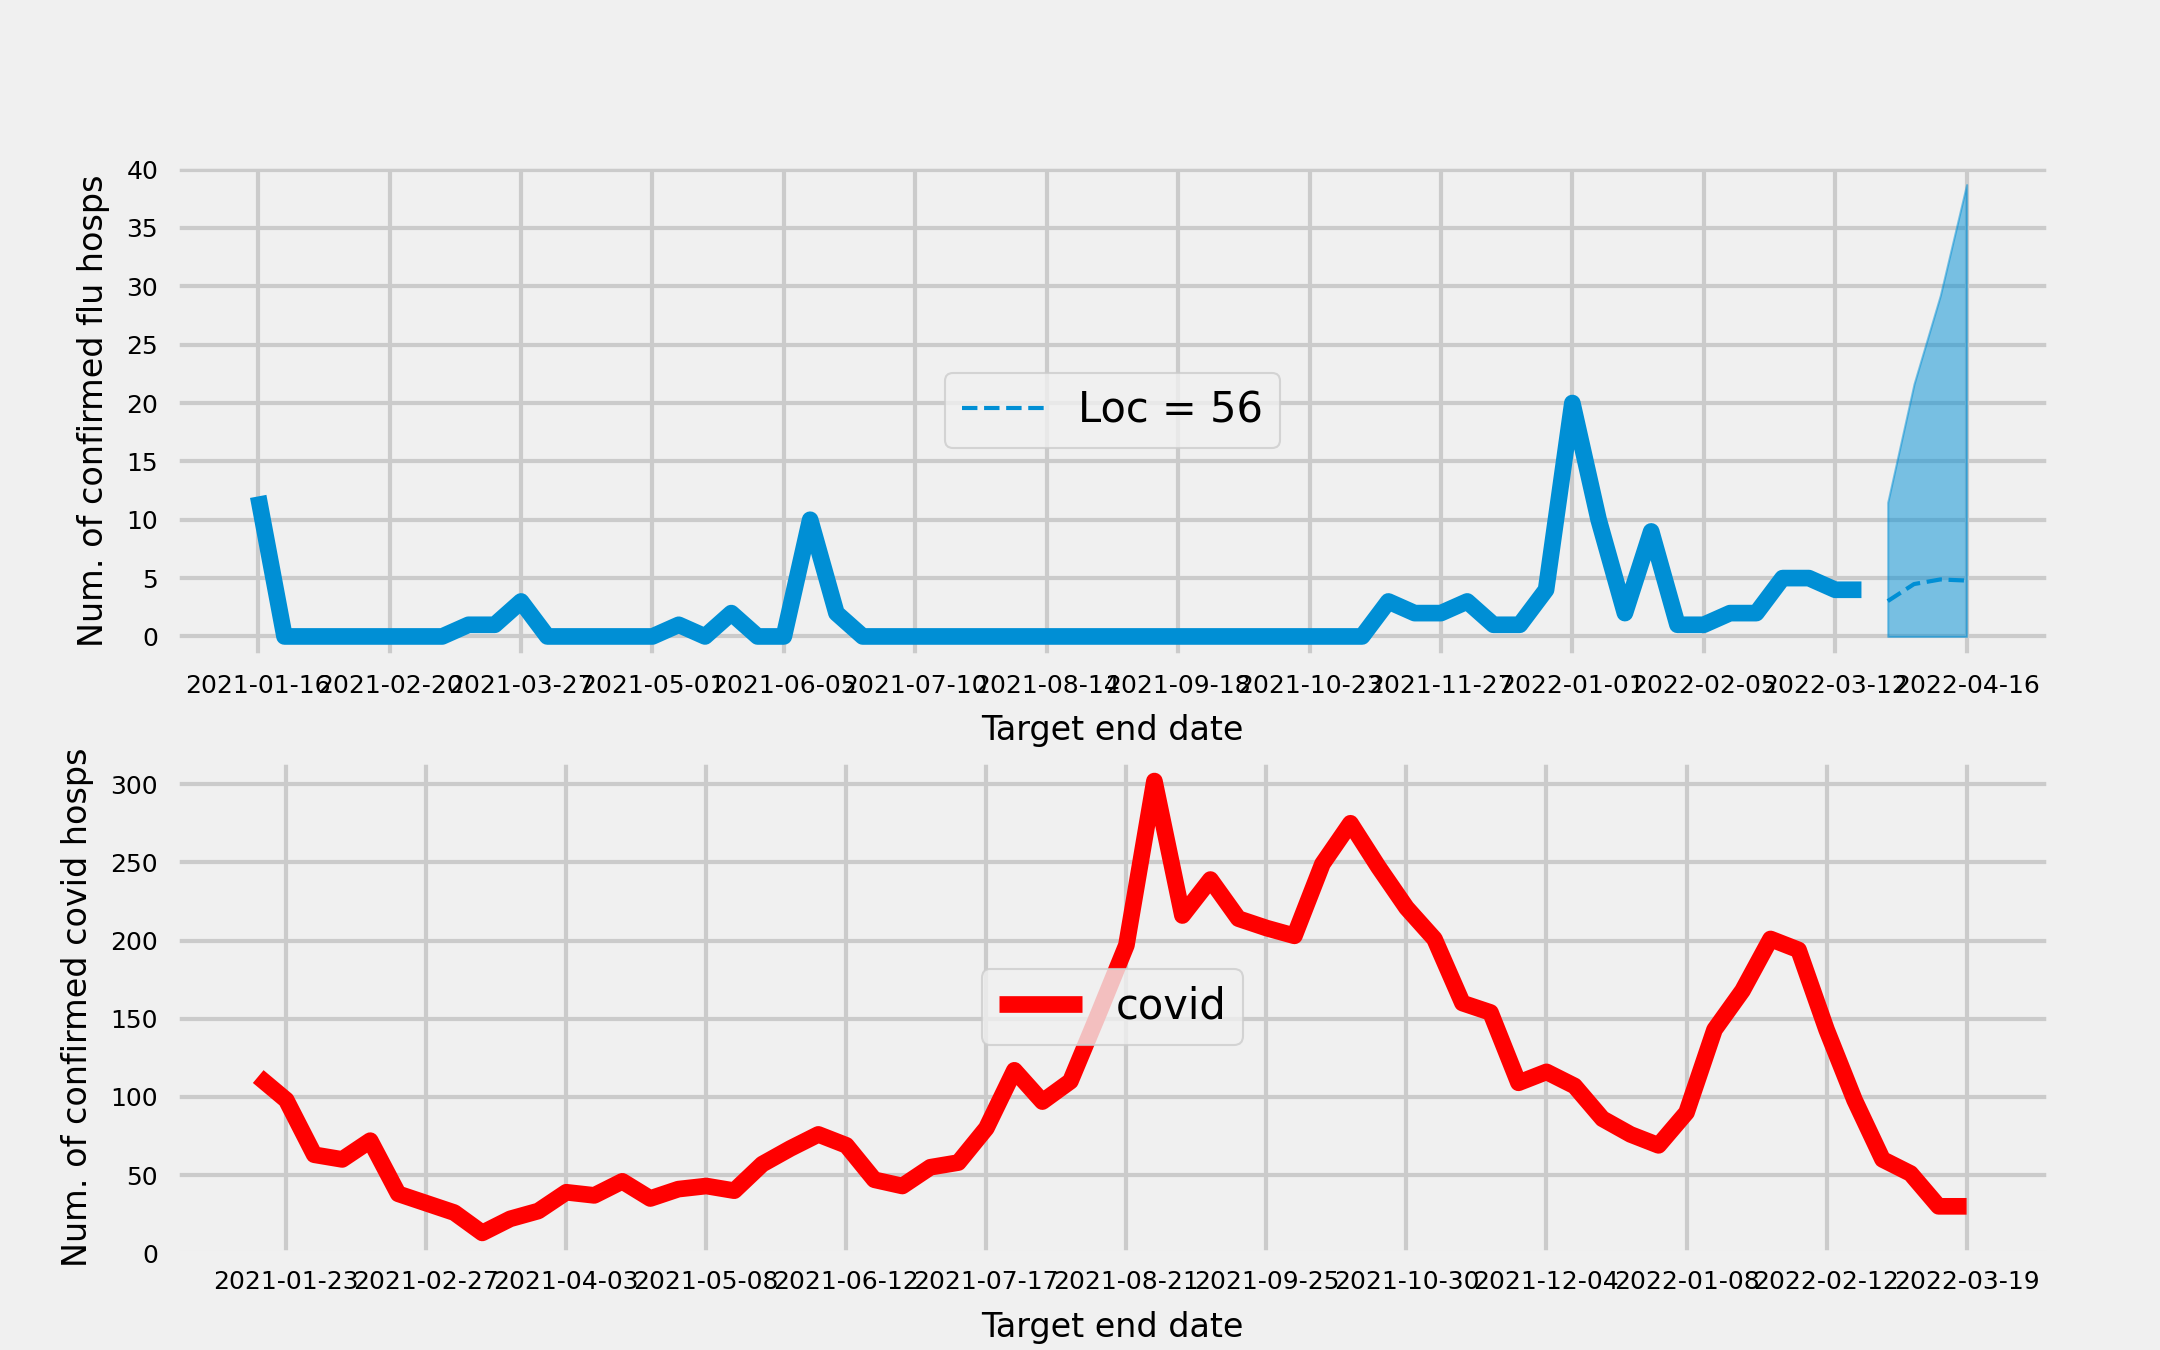 Num. of confirmed flu hosps
40
35
30
25
20
15
10
5
0
Loc = 56
2021-01-16 2021-02-20 2021-03-27 2021-05-01 2021-06-05 2021-07-10 2021-08-14 2021-09-18 2021-10-23 2021-11-27 2022-01-01 2022-02-05 2022-03-12 2022-04-16
Target end date
Num. of confirmed covid hosps
300
250
200
150
100
50
0
covid
2021-01-23 2021-02-27 2021-04-03 2021-05-08 2021-06-12 2021-07-17 2021-08-21 2021-09-25 2021-10-30 2021-12-04 2022-01-08 2022-02-12 2022-03-19
Target end date